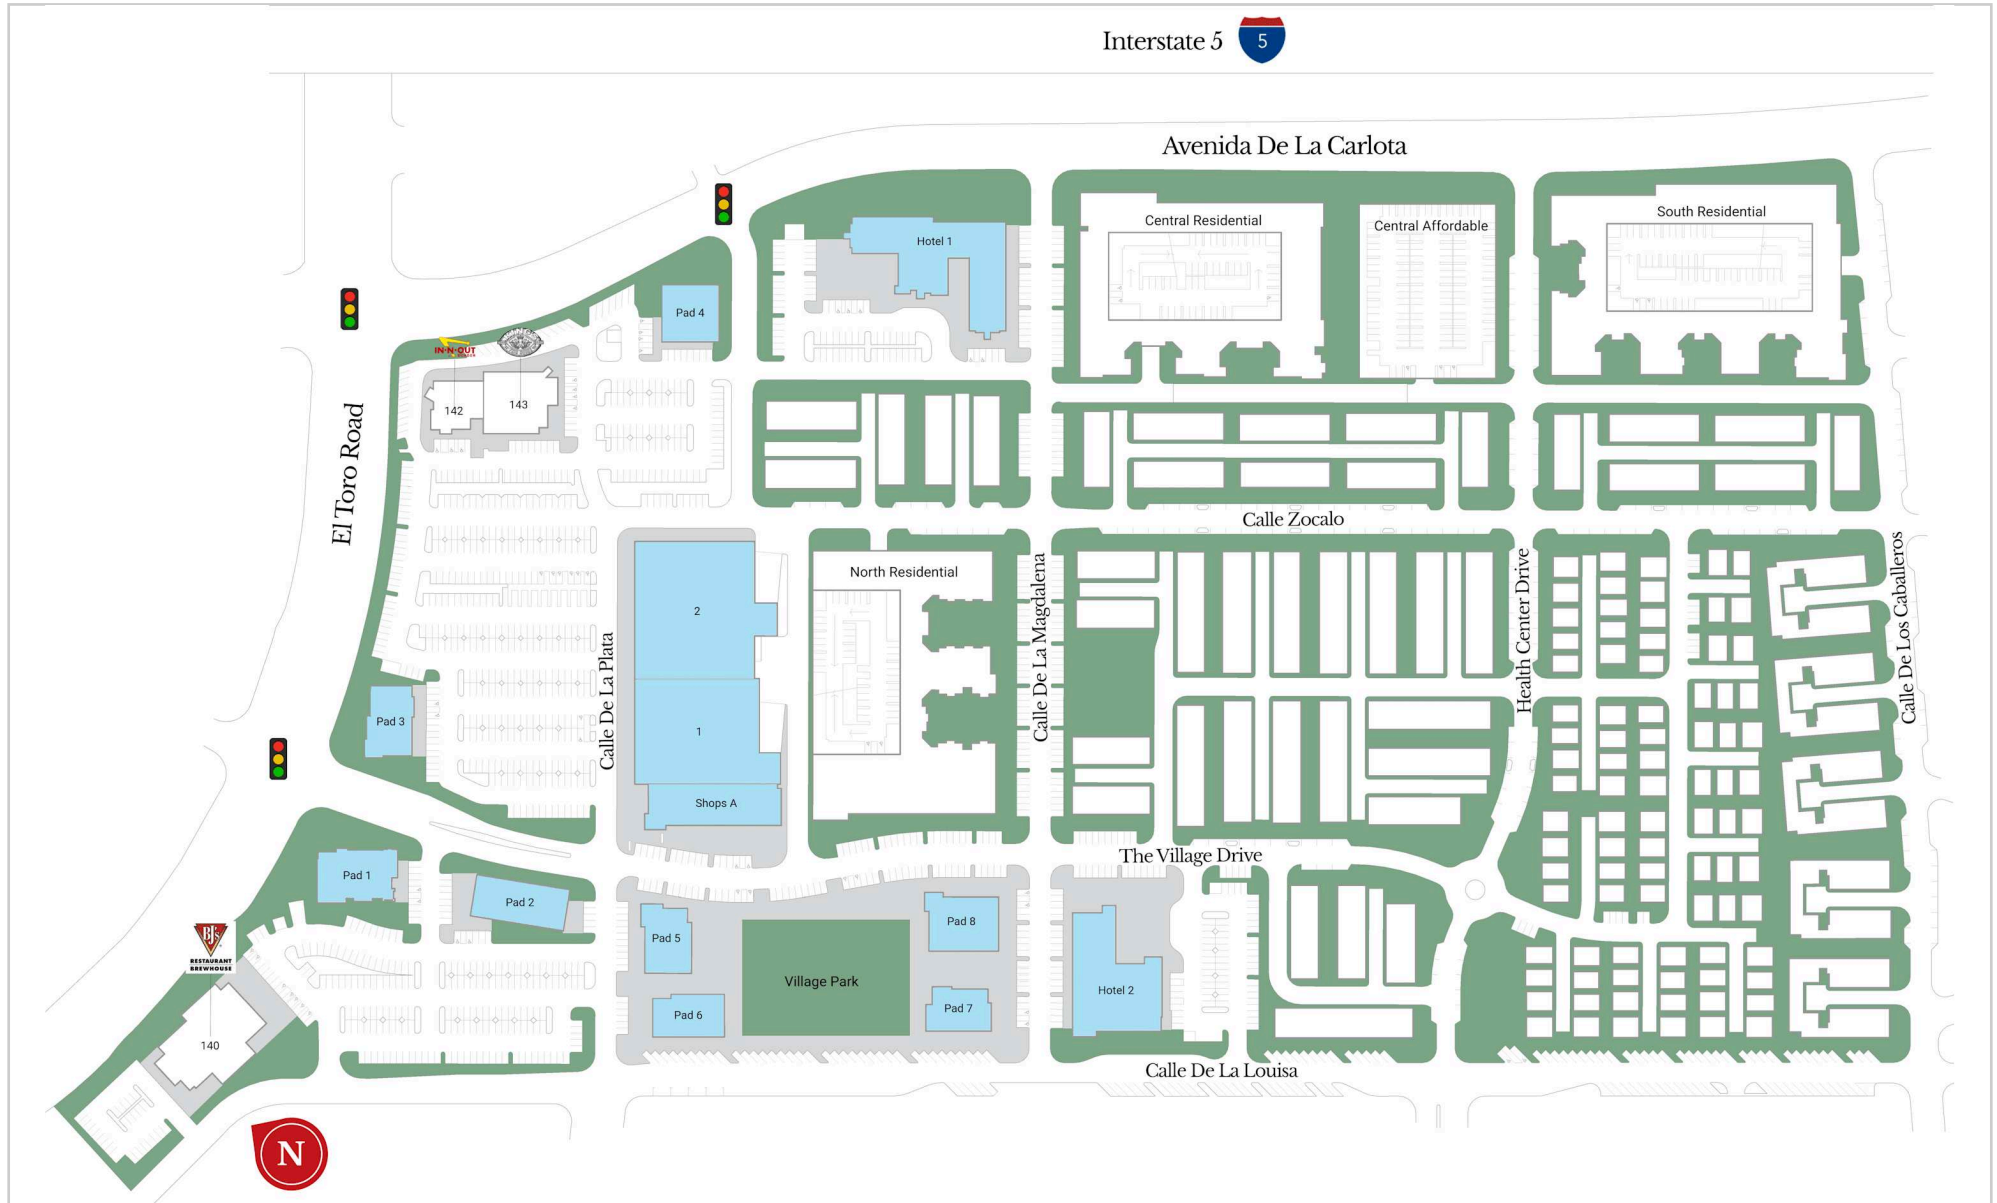 Interstate 5
5
Avenida De La Carlota
Central Residential
South Residential
Central Affordable
Hotel 1
Pad 4
IN-N-OUT
BURGER
142
143
El Toro Road
Calle Zocalo
North Residential
2
Calle De La Plata
Calle De La Magdalena
Health Center Drive
Calle De Los Caballeros
Pad 3
1
Shops A
The Village Drive
Pad 1
Pad 2
Pad 5
Pad 8
BJ's
RESTAURANT
BREWHOUSE
Village Park
Hotel 2
Pad 6
Pad 7
140
Calle De La Louisa
N